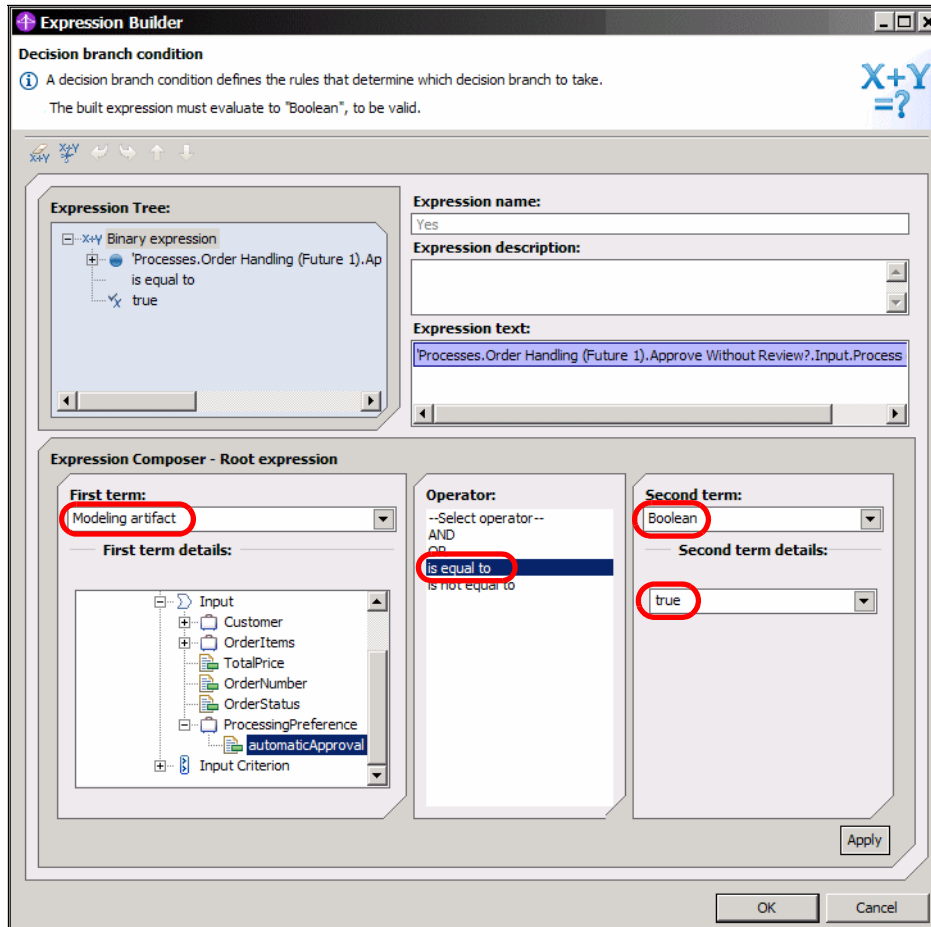 Expression Builder
Decision branch condition
A decision branch condition defines the rules that determine which decision branch to take.
The built expression must evaluate to "Boolean", to be valid.
X+Y
=?
X+Y
X+Y
Expression Tree:
X+Y Binary expression
'Processes.Order Handling (Future 1).Ap
is equal to
true
Expression name:
Yes
Expression description:
Expression text:
'Processes.Order Handling (Future 1).Approve Without Review?.Input.Process
Expression Composer - Root expression
First term:
Modeling artifact
First term details:
Input
Customer
OrderItems
TotalPrice
OrderNumber
OrderStatus
ProcessingPreference
automaticApproval
Input Criterion
Operator:
--Select operator--
AND
OR
is equal to
is not equal to
Second term:
Boolean
Second term details:
true
Apply
OK
Cancel